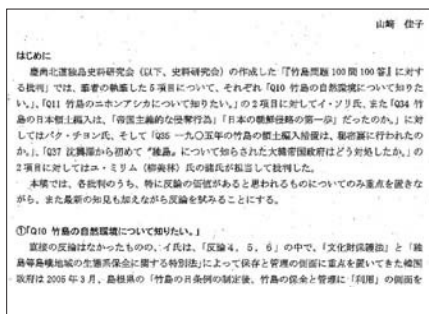 山﨑 佳子
はじめに
慶尚北道独島史料研究会(以下、史料研究会)の作成した「『竹島問題100問100答』に対す
る批判」では、筆者の執筆した5項目について、それぞれ「Q10 竹島の自然環境について知りた
い。」、「Q11 竹島のニホンアシカについて知りたい。」の2項目に対してイ・ソリ氏、また「Q34 竹
島の日本領土編入は、「帝国主義的な侵奪行為」「日本の朝鮮侵略の第一歩」だったのか。」に対
してはパク・チヨン氏、そして「Q35 一九〇五年の竹島の領土編入措置は、秘密裏に行われたの
か。」、「Q37 沈興澤から初めて“独島”について知らされた大韓帝国政府はどう対処したか。」の
2項目に対してはユ・ミリム(柳美林)氏の諸氏が担当して批判した。
本稿では、各批判のうち、特に反論の価値があると思われるものについてのみ重点を置きな
がら、また最新の知見も加えながら反論を試みることにする。
①「Q10 竹島の自然環境について知りたい。」
直接の反論はなかったものの、イ氏は、「反論4、5、6」の中で、「文化財保護法」と「独
島等島嶼地域の生態系保全に関する特別法」によって保存と管理の側面に重点を置いてきた韓国
政府は2005年3月、島根県の「竹島の日条例の制定後、竹島の保全と管理に「利用」の側面を